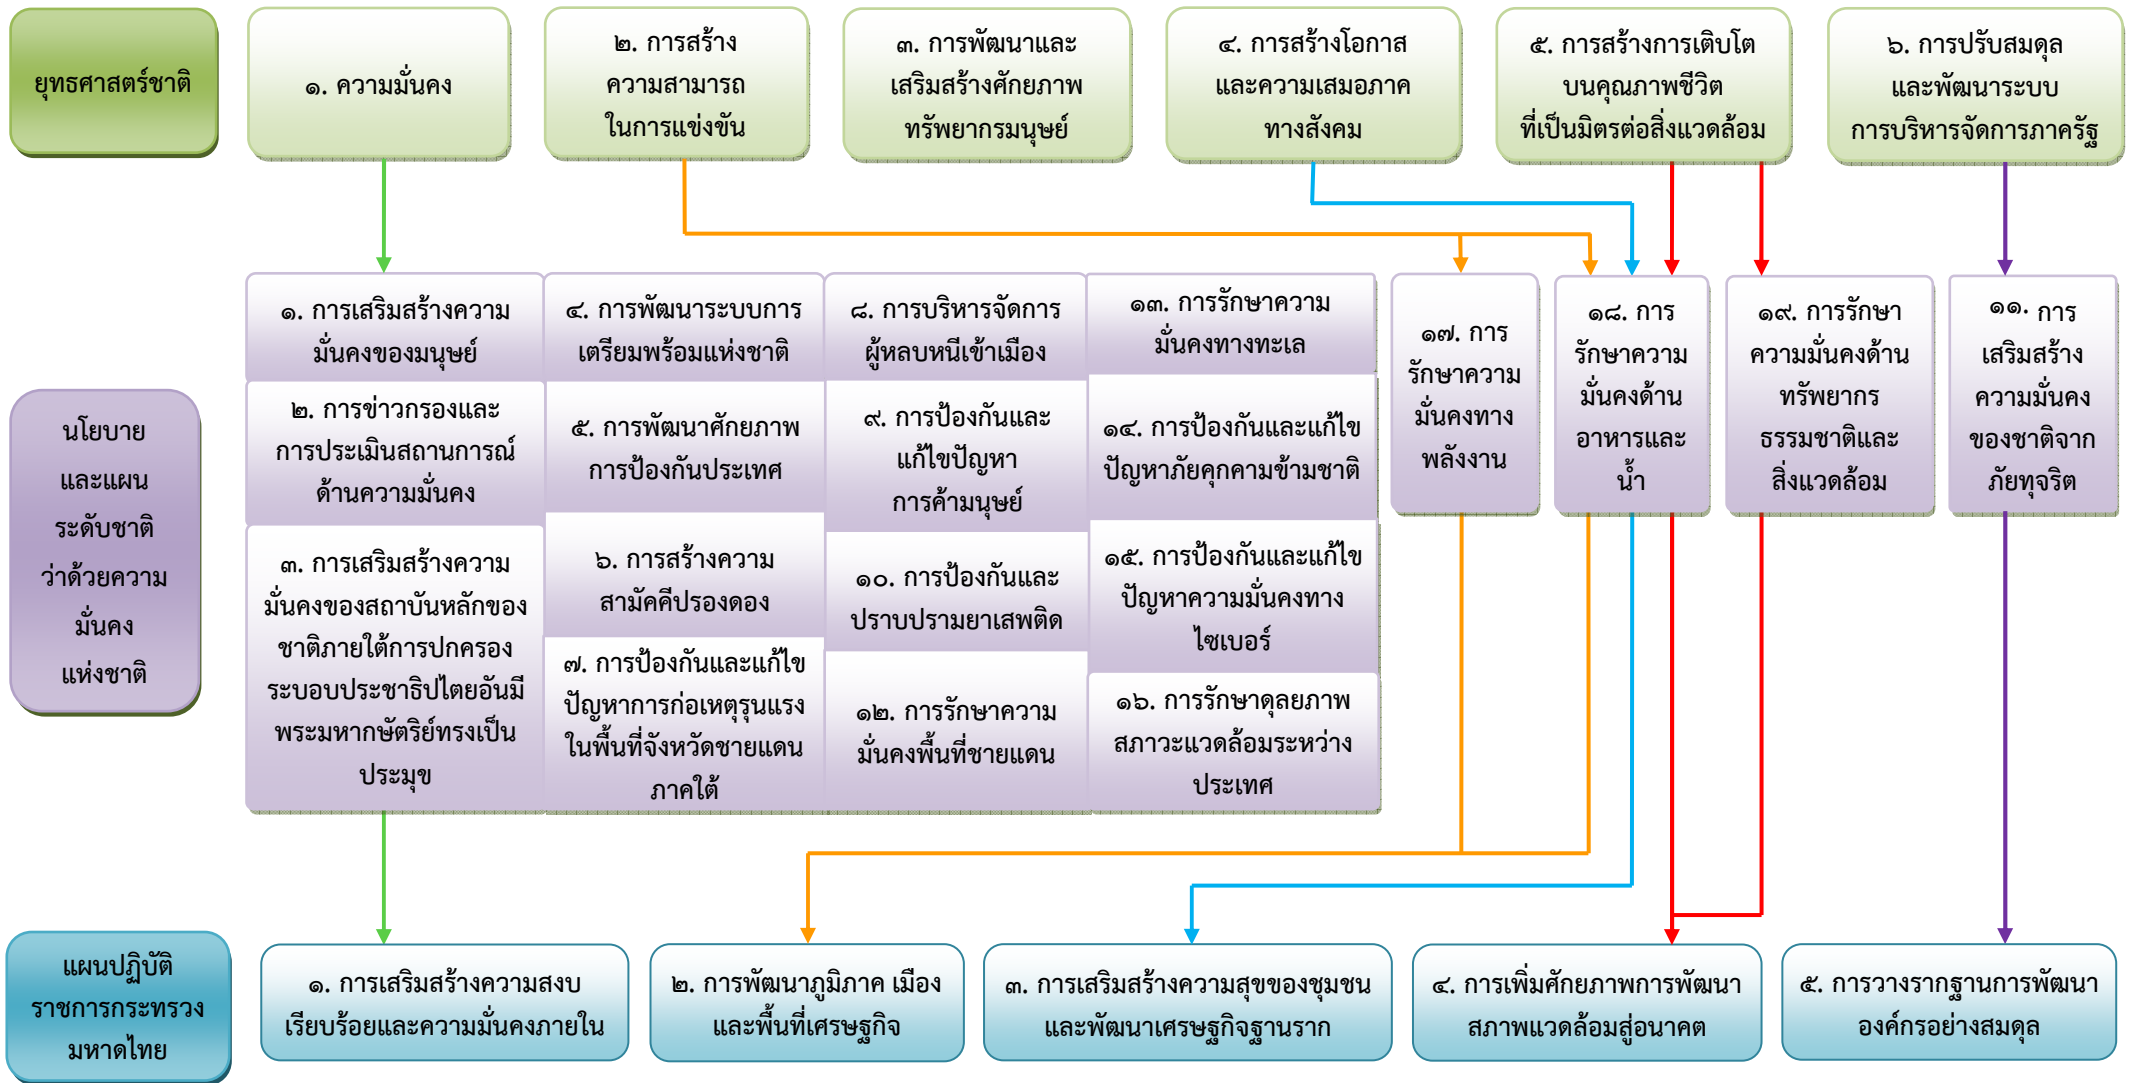 ยุทธศาสตร์ชาติ
๑. ความมั่นคง
๒. การสร้าง
ความสามารถ
ในการแข่งขัน
๓. การพัฒนาและ
เสริมสร้างศักยภาพ
ทรัพยากรมนุษย์
๔. การสร้างโอกาส
และความเสมอภาค
ทางสังคม
๕. การสร้างการเติบโต
บนคุณภาพชีวิต
ที่เป็นมิตรต่อสิ่งแวดล้อม
๖. การปรับสมดุล
และพัฒนาระบบ
การบริหารจัดการภาครัฐ
นโยบาย
และแผน
ระดับชาติ
ว่าด้วยความ
มั่นคง
แห่งชาติ
๑. การเสริมสร้างความ
มั่นคงของมนุษย์
๒. การข่าวกรองและ
การประเมินสถานการณ์
ด้านความมั่นคง
๓. การเสริมสร้างความ
มั่นคงของสถาบันหลักของ
ชาติภายใต้การปกครอง
ระบอบประชาธิปไตยอันมี
พระมหากษัตริย์ทรงเป็น
ประมุข
๔. การพัฒนาระบบการ
เตรียมพร้อมแห่งชาติ
๕. การพัฒนาศักยภาพ
การป้องกันประเทศ
๖. การสร้างความ
สามัคคีปรองดอง
๗. การป้องกันและแก้ไข
ปัญหาการก่อเหตุรุนแรง
ในพื้นที่จังหวัดชายแดน
ภาคใต้
๘. การบริหารจัดการ
ผู้หลบหนีเข้าเมือง
๙. การป้องกันและ
แก้ไขปัญหา
การค้ามนุษย์
๑๐. การป้องกันและ
ปราบปรามยาเสพติด
๑๒. การรักษาความ
มั่นคงพื้นที่ชายแดน
๑๓. การรักษาความ
มั่นคงทางทะเล
๑๔. การป้องกันและแก้ไข
ปัญหาภัยคุกคามข้ามชาติ
๑๕. การป้องกันและแก้ไข
ปัญหาความมั่นคงทาง
ไซเบอร์
๑๖. การรักษาดุลยภาพ
สภาวะแวดล้อมระหว่าง
ประเทศ
๑๗. การ
รักษาความ
มั่นคงทาง
พลังงาน
๑๘. การ
รักษาความ
มั่นคงด้าน
อาหารและ
น้ำ
๑๙. การรักษา
ความมั่นคงด้าน
ทรัพยากร
ธรรมชาติและ
สิ่งแวดล้อม
๑๑. การ
เสริมสร้าง
ความมั่นคง
ของชาติจาก
ภัยทุจริต
แผนปฏิบัติ
ราชการกระทรวง
มหาดไทย
๑. การเสริมสร้างความสงบ
เรียบร้อยและความมั่นคงภายใน
๒. การพัฒนาภูมิภาค เมือง
และพื้นที่เศรษฐกิจ
๓. การเสริมสร้างความสุขของชุมชน
และพัฒนาเศรษฐกิจฐานราก
๔. การเพิ่มศักยภาพการพัฒนา
สภาพแวดล้อมสู่อนาคต
๕. การวางรากฐานการพัฒนา
องค์กรอย่างสมดุล